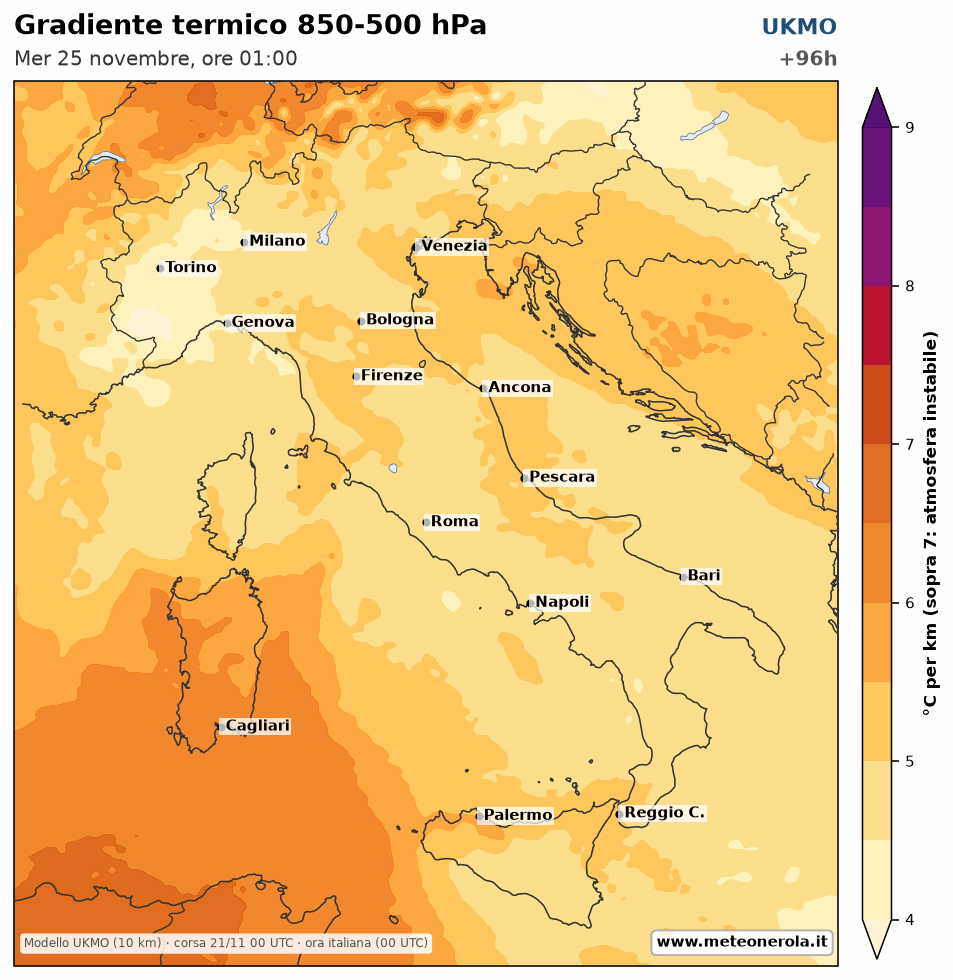 Gradiente termico 850-500 hPa
UKMO
Mer 25 novembre, ore 01:00
+96h
Milano
Venezia
Torino
Genova
Bologna
Firenze
Ancona
Pescara
Roma
Bari
Napoli
Cagliari
Palermo
Reggio C.
9
8
7
6
5
4
°C per km (sopra 7: atmosfera instabile)
Modello UKMO (10 km) · corsa 21/11 00 UTC · ora italiana (00 UTC)
www.meteonerola.it